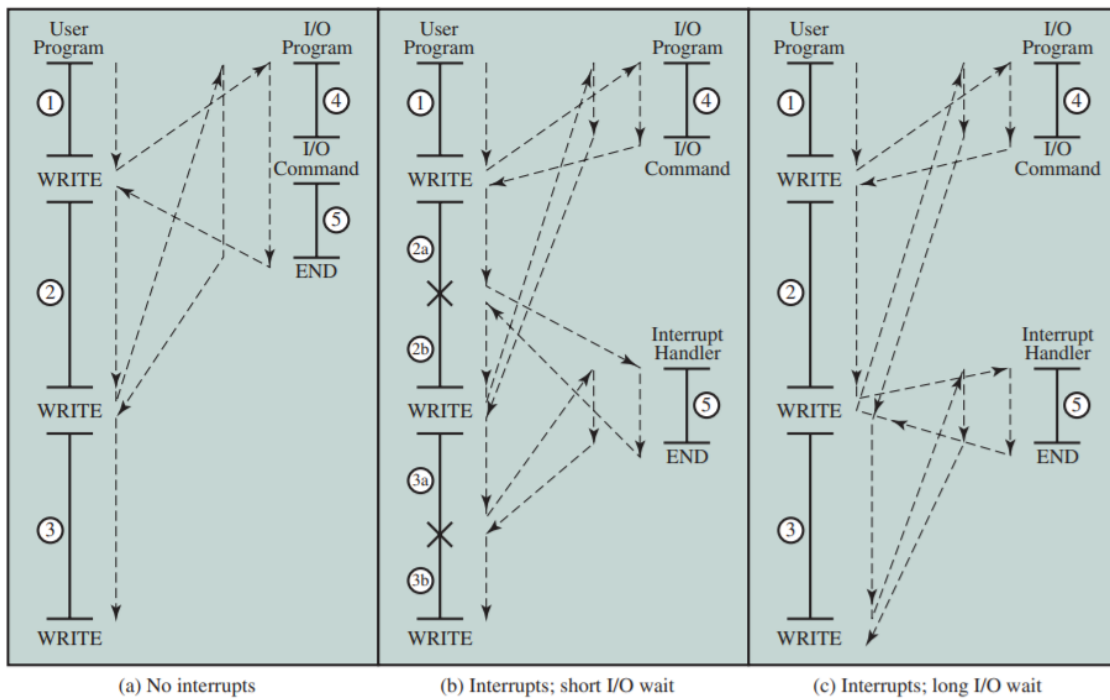 User
Program
I/O
Program
1
4
WRITE
I/O
Command
5
2
END
WRITE
3
WRITE
(a) No interrupts
User
Program
I/O
Program
1
4
WRITE
I/O
Command
2a
2b
Interrupt
Handler
5
WRITE
END
3a
3b
WRITE
(b) Interrupts; short I/O wait
User
Program
I/O
Program
1
4
WRITE
I/O
Command
2
Interrupt
Handler
5
WRITE
END
3
WRITE
(c) Interrupts; long I/O wait